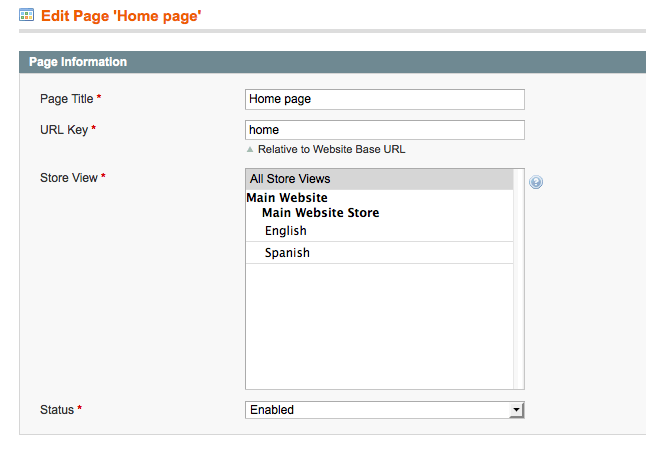 Edit Page 'Home page'
Page Information
Page Title *
Home page
URL Key *
home
Relative to Website Base URL
Store View *
All Store Views
Main Website
Main Website Store
English
Spanish
Status *
Enabled